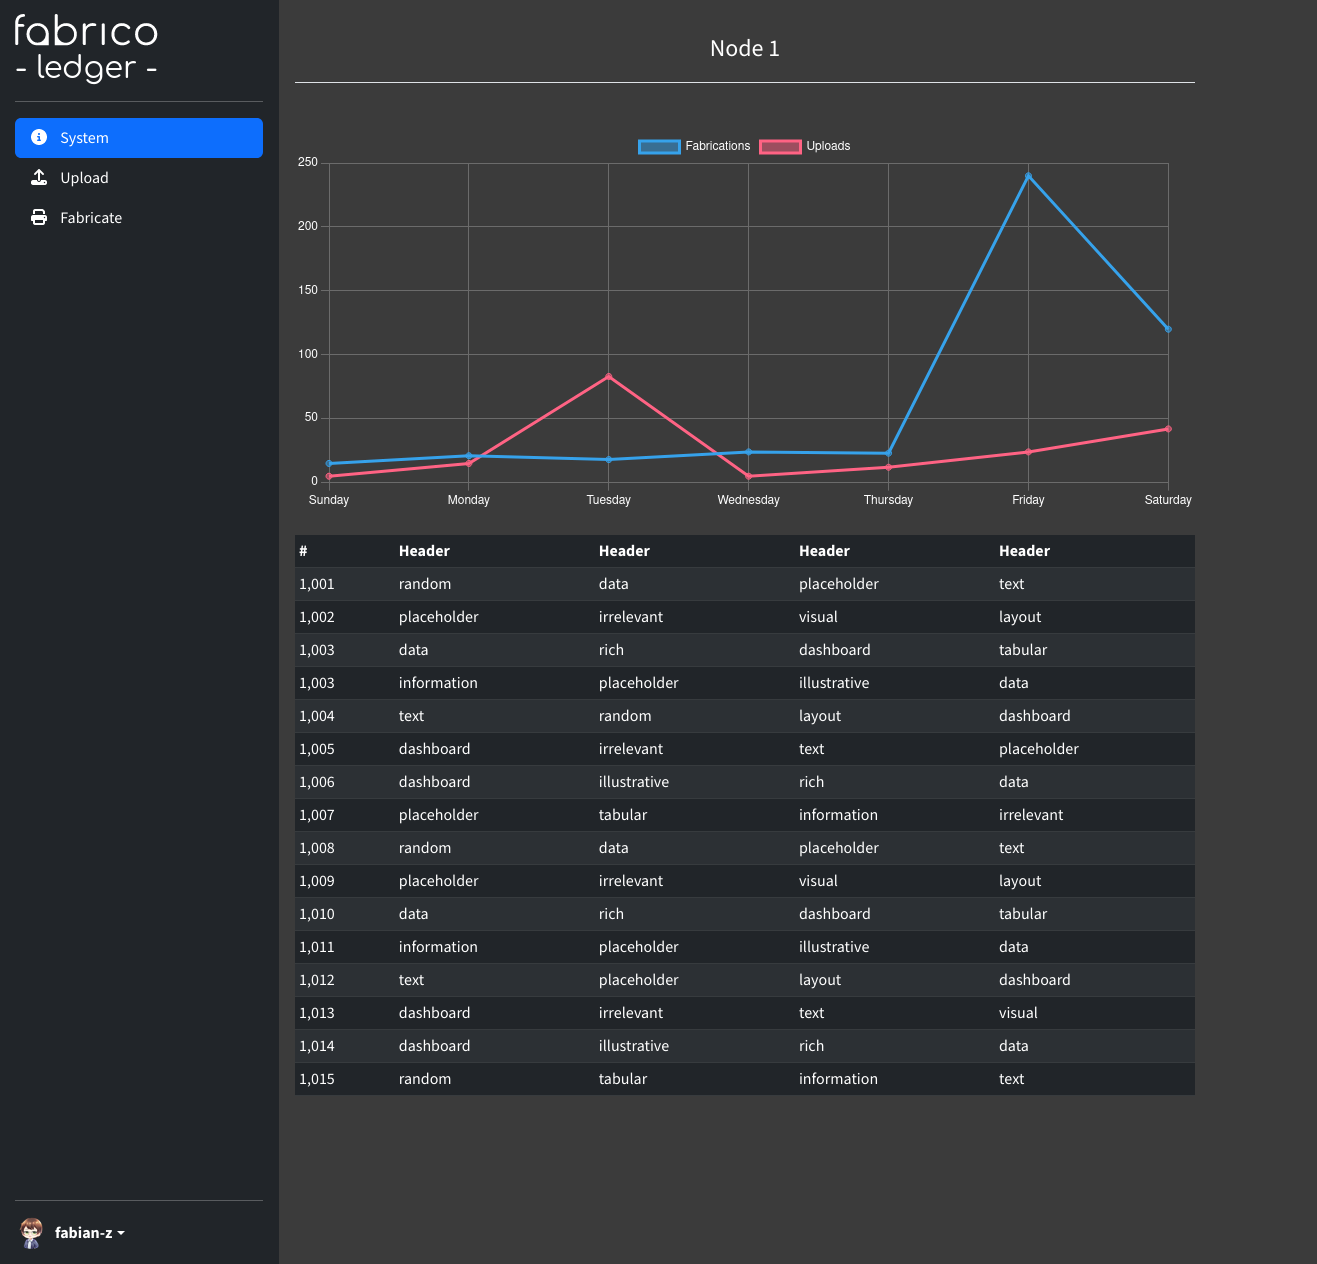 fabrico
- ledger -
System
Upload
Fabricate
fabian-z
Node 1
Fabrications Uploads
250
200
150
100
50
0
Sunday Monday Tuesday Wednesday Thursday Friday Saturday
# Header Header Header Header
1,001 random data placeholder text
1,002 placeholder irrelevant visual layout
1,003 data rich dashboard tabular
1,003 information placeholder illustrative data
1,004 text random layout dashboard
1,005 dashboard irrelevant text placeholder
1,006 dashboard illustrative rich data
1,007 placeholder tabular information irrelevant
1,008 random data placeholder text
1,009 placeholder irrelevant visual layout
1,010 data rich dashboard tabular
1,011 information placeholder illustrative data
1,012 text placeholder layout dashboard
1,013 dashboard irrelevant text visual
1,014 dashboard illustrative rich data
1,015 random tabular information text